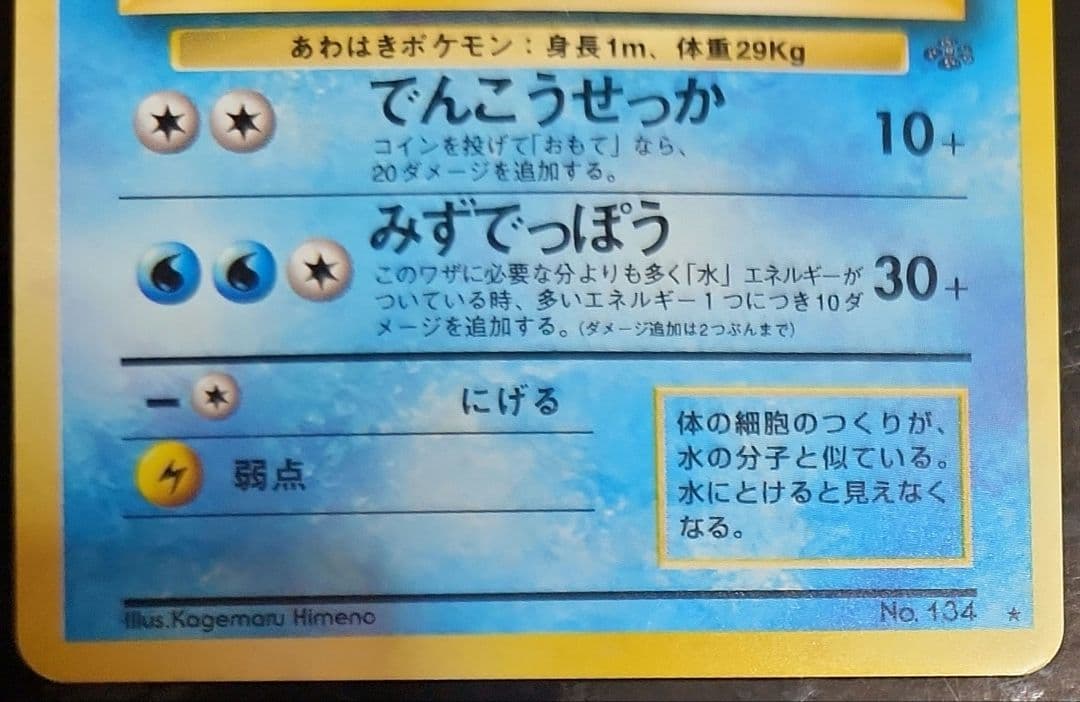 あわはきポケモン：身長1m、体重29Kg
でんこうせっか
コインを投げて「おもて」なら、
20ダメージを追加する。
10+
みずでっぽう
このワザに必要な分よりも多く「水」エネルギーが
ついている時、多いエネルギー1つにつき10ダ
メージを追加する。(ダメージ追加は2つぶんまで)
30+
− にげる
弱点
体の細胞のつくりが、
水の分子と似ている。
水にとけると見えなく
なる。
Illus.Kagemaru Himeno
No. 134 ★